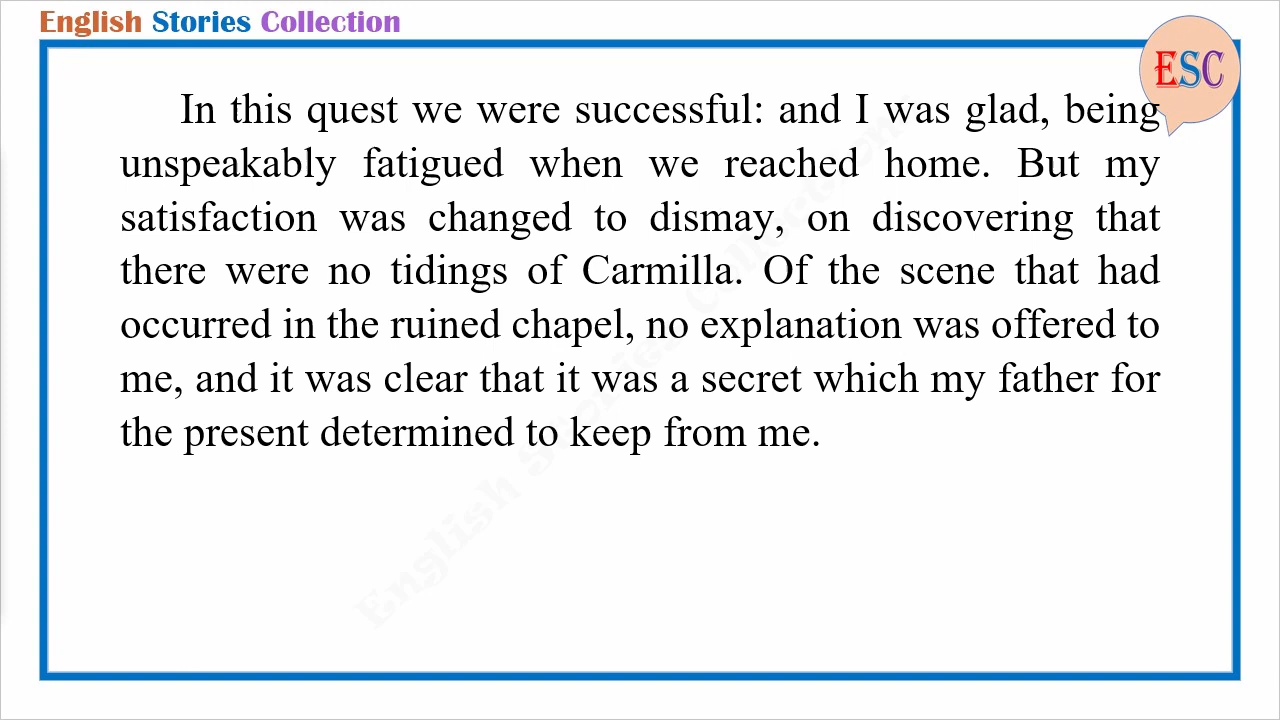 English Stories Collection
ESC
In this quest we were successful: and I was glad, being
unspeakably fatigued when we reached home. But my
satisfaction was changed to dismay, on discovering that
there were no tidings of Carmilla. Of the scene that had
occurred in the ruined chapel, no explanation was offered to
me, and it was clear that it was a secret which my father for
the present determined to keep from me.
English Stories Collection